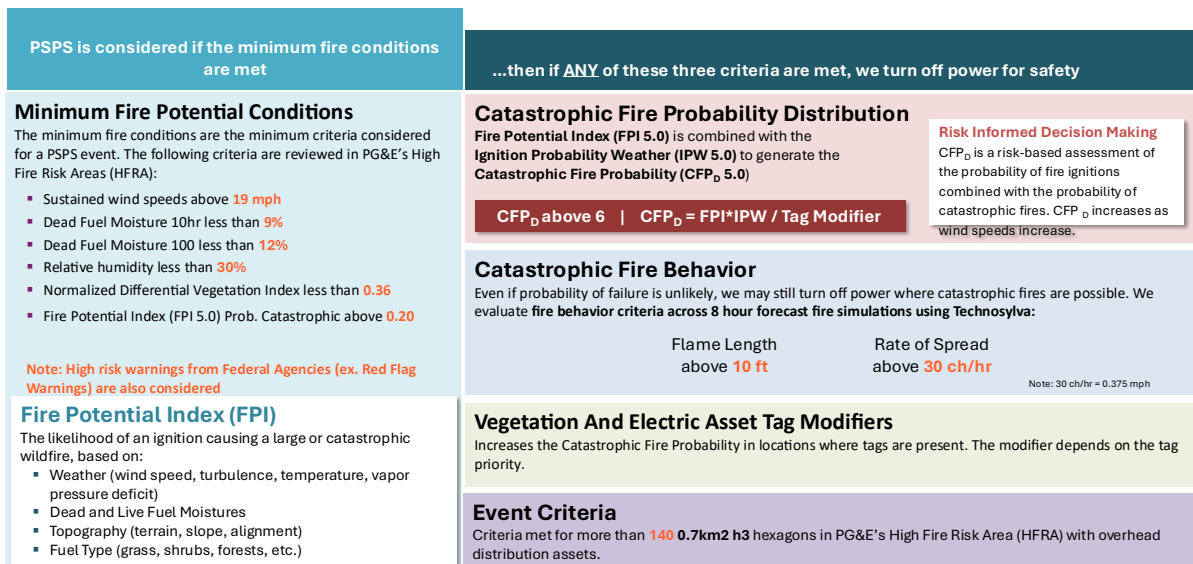 PSPS is considered if the minimum fire conditions
are met
...then if ANY of these three criteria are met, we turn off power for safety
Minimum Fire Potential Conditions
The minimum fire conditions are the minimum criteria considered
for a PSPS event. The following criteria are reviewed in PG&E's High
Fire Risk Areas (HFRA):
▪ Sustained wind speeds above 19 mph
▪ Dead Fuel Moisture 10hr less than 9%
▪ Dead Fuel Moisture 100 less than 12%
▪ Relative humidity less than 30%
▪ Normalized Differential Vegetation Index less than 0.36
▪ Fire Potential Index (FPI 5.0) Prob. Catastrophic above 0.20
Note: High risk warnings from Federal Agencies (ex. Red Flag
Warnings) are also considered
Fire Potential Index (FPI)
The likelihood of an ignition causing a large or catastrophic
wildfire, based on:
▪ Weather (wind speed, turbulence, temperature, vapor
pressure deficit)
▪ Dead and Live Fuel Moistures
▪ Topography (terrain, slope, alignment)
▪ Fuel Type (grass, shrubs, forests, etc.)
Catastrophic Fire Probability Distribution
Fire Potential Index (FPI 5.0) is combined with the
Ignition Probability Weather (IPW 5.0) to generate the
Catastrophic Fire Probability (CFPD 5.0)
CFPD above 6 | CFPD = FPI*IPW / Tag Modifier
Risk Informed Decision Making
CFPD is a risk-based assessment of
the probability of fire ignitions
combined with the probability of
catastrophic fires. CFP D increases as
wind speeds increase.
Catastrophic Fire Behavior
Even if probability of failure is unlikely, we may still turn off power where catastrophic fires are possible. We
evaluate fire behavior criteria across 8 hour forecast fire simulations using Technosylva:
Flame Length
above 10 ft
Rate of Spread
above 30 ch/hr
Note: 30 ch/hr = 0.375 mph
Vegetation And Electric Asset Tag Modifiers
Increases the Catastrophic Fire Probability in locations where tags are present. The modifier depends on the tag
priority.
Event Criteria
Criteria met for more than 140 0.7km2 h3 hexagons in PG&E's High Fire Risk Area (HFRA) with overhead
distribution assets.